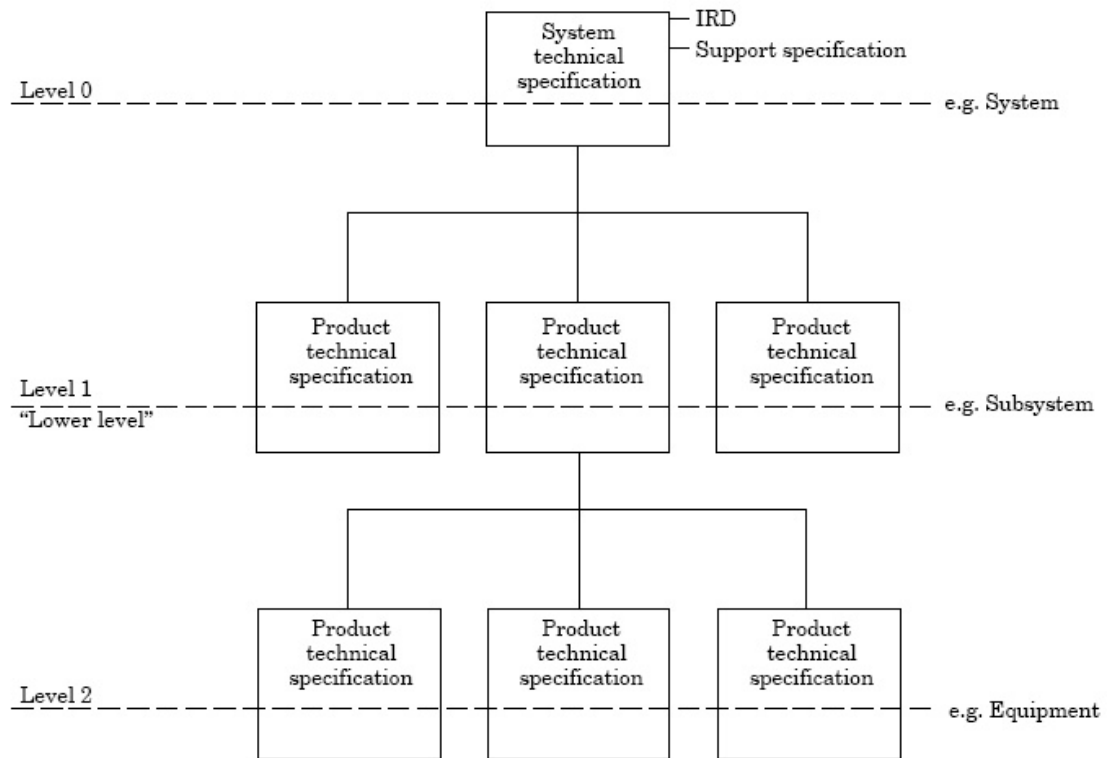 System
technical
specification
IRD
Support specification
Level 0
e.g. System
Product
technical
specification
Product
technical
specification
Product
technical
specification
Level 1
“Lower level”
e.g. Subsystem
Product
technical
specification
Product
technical
specification
Product
technical
specification
Level 2
e.g. Equipment